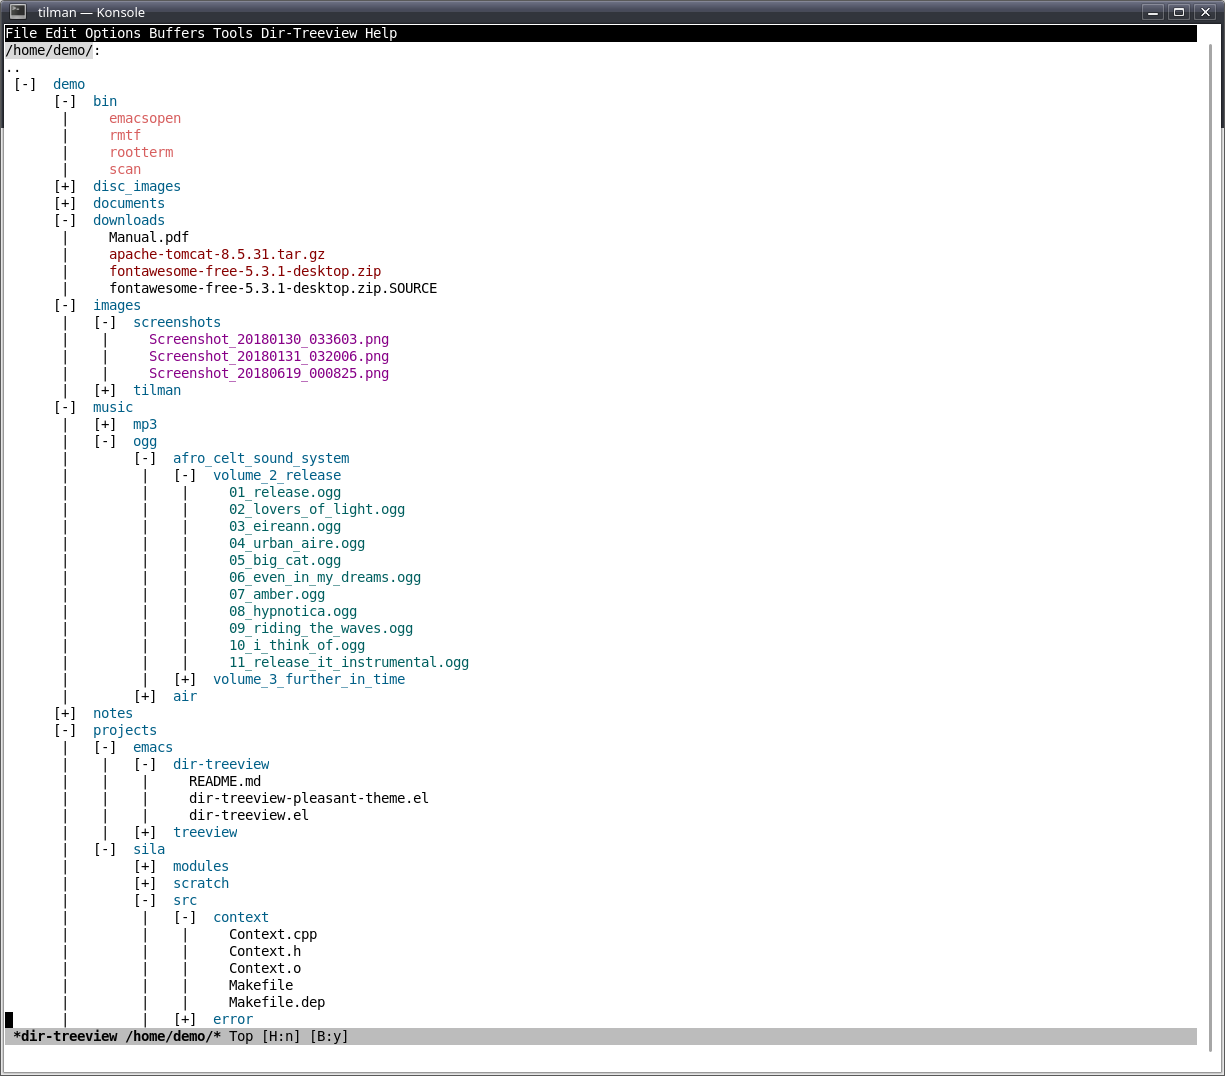 tilman — Konsole
File Edit Options Buffers Tools Dir-Treeview Help
/home/demo/:
..
[-]  demo
     [-]  bin
      |     emacsopen
      |     rmtf
      |     rootterm
      |     scan
     [+]  disc_images
     [+]  documents
     [-]  downloads
      |     Manual.pdf
      |     apache-tomcat-8.5.31.tar.gz
      |     fontawesome-free-5.3.1-desktop.zip
      |     fontawesome-free-5.3.1-desktop.zip.SOURCE
     [-]  images
      |   [-]  screenshots
      |    |     Screenshot_20180130_033603.png
      |    |     Screenshot_20180131_032006.png
      |    |     Screenshot_20180619_000825.png
      |   [+]  tilman
     [-]  music
      |   [+]  mp3
      |   [-]  ogg
      |        [-]  afro_celt_sound_system
      |         |   [-]  volume_2_release
      |         |    |     01_release.ogg
      |         |    |     02_lovers_of_light.ogg
      |         |    |     03_eireann.ogg
      |         |    |     04_urban_aire.ogg
      |         |    |     05_big_cat.ogg
      |         |    |     06_even_in_my_dreams.ogg
      |         |    |     07_amber.ogg
      |         |    |     08_hypnotica.ogg
      |         |    |     09_riding_the_waves.ogg
      |         |    |     10_i_think_of.ogg
      |         |    |     11_release_it_instrumental.ogg
      |         |   [+]  volume_3_further_in_time
      |        [+]  air
     [+]  notes
     [-]  projects
      |   [-]  emacs
      |    |   [-]  dir-treeview
      |    |    |     README.md
      |    |    |     dir-treeview-pleasant-theme.el
      |    |    |     dir-treeview.el
      |    |   [+]  treeview
      |   [-]  sila
      |        [+]  modules
      |        [+]  scratch
      |        [-]  src
      |         |   [-]  context
      |         |    |     Context.cpp
      |         |    |     Context.h
      |         |    |     Context.o
      |         |    |     Makefile
      |         |    |     Makefile.dep
      |         |   [+]  error
*dir-treeview /home/demo/* Top [H:n] [B:y]